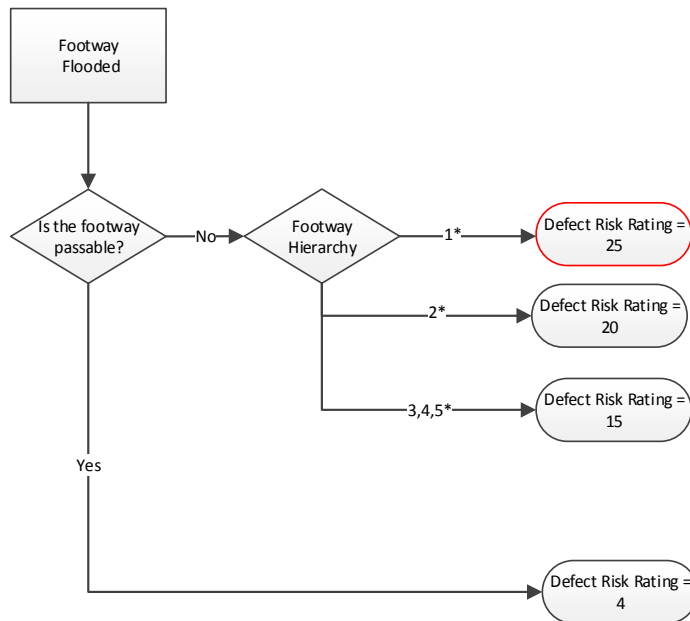 Footway
Flooded
Is the footway
passable?
No
Footway
Hierarchy
1*
Defect Risk Rating =
25
2*
Defect Risk Rating =
20
3,4,5*
Defect Risk Rating =
15
Yes
Defect Risk Rating =
4